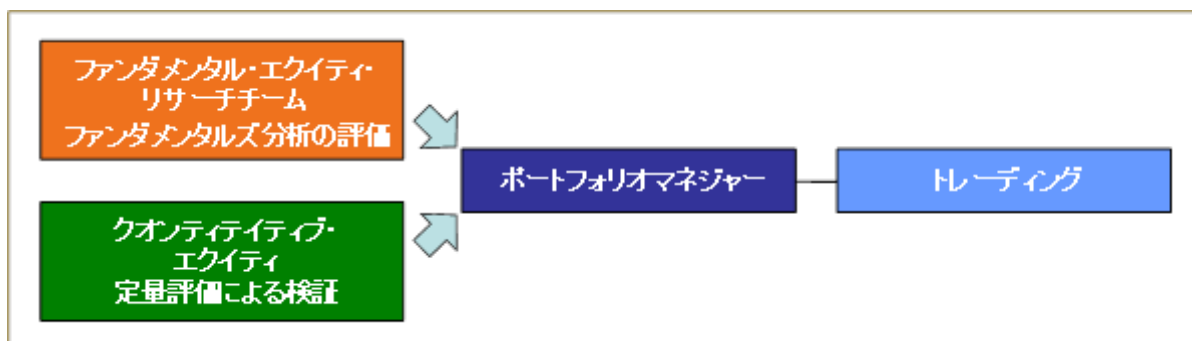 ファンダメンタル・エクイティ・
リサーチチーム
ファンダメンタルズ分析の評価
クオンティテイティブ・
エクイティ
定量評価による検証
ポートフォリオマネジャー
トレーディング